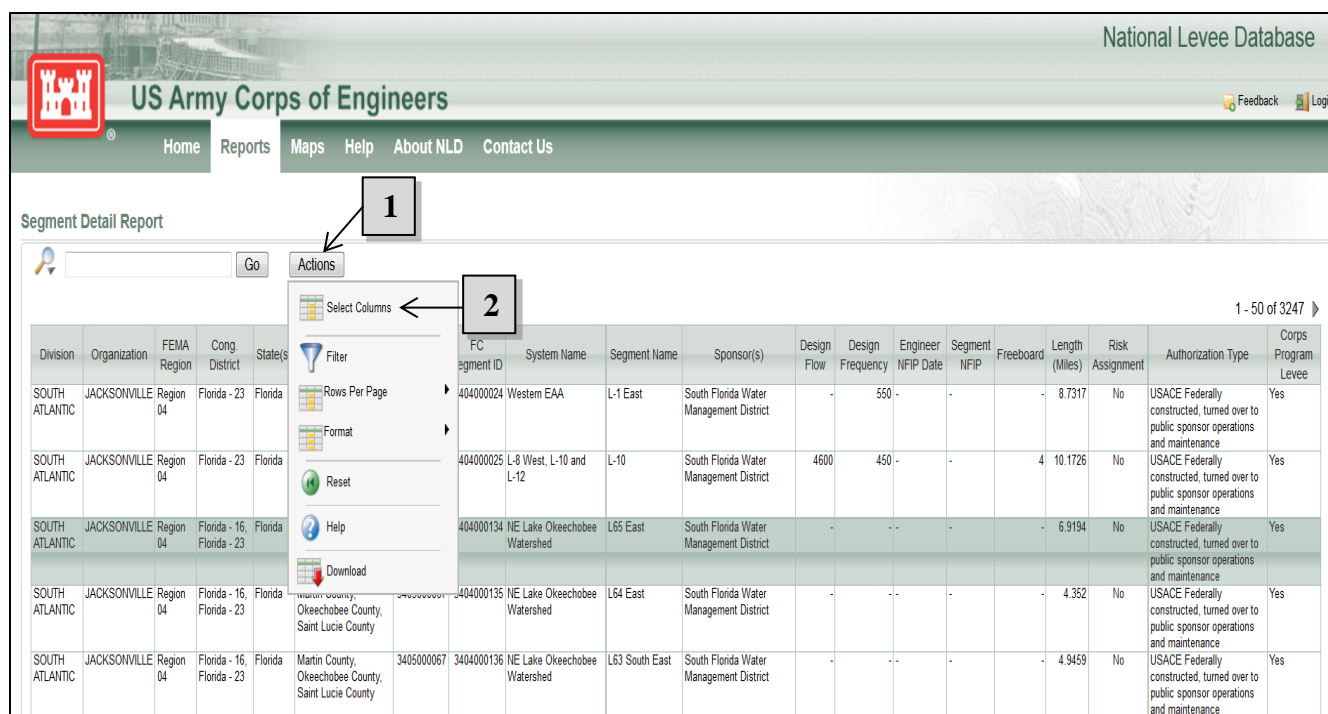 National Levee Database
US Army Corps of Engineers
®
Feedback Logi
Home Reports Maps Help About NLD Contact Us
1
Segment Detail Report
Go Actions
Select Columns
2
1 - 50 of 3247
Filter
Rows Per Page
Format
Reset
Help
Download
Division Organization FEMA Region Cong. District State(s FC egment ID System Name Segment Name Sponsor(s) Design Flow Design Frequency Engineer NFIP Date Segment NFIP Freeboard Length (Miles) Risk Assignment Authorization Type Corps Program Levee
SOUTH JACKSONVILLE Region Florida - 23 Florida 404000024 Western EAA L-1 East South Florida Water - 550 - - - 8.7317 No USACE Federally Yes
ATLANTIC 04 Management District constructed, turned over to
public sponsor operations
and maintenance
SOUTH JACKSONVILLE Region Florida - 23 Florida 404000025 L-8 West, L-10 and L-10 South Florida Water 4600 450 - - 4 10.1726 No USACE Federally Yes
ATLANTIC 04 L-12 Management District constructed, turned over to
public sponsor operations
and maintenance
SOUTH JACKSONVILLE Region Florida - 16, Florida 404000134 NE Lake Okeechobee L65 East South Florida Water - - - - - 6.9194 No USACE Federally Yes
ATLANTIC 04 Florida - 23 Watershed Management District constructed, turned over to
public sponsor operations
and maintenance
SOUTH JACKSONVILLE Region Florida - 16, Florida Martin County, 3404000135 NE Lake Okeechobee L64 East South Florida Water - - - - - 4.352 No USACE Federally Yes
ATLANTIC 04 Florida - 23 Okeechobee County, Watershed Management District constructed, turned over to
Saint Lucie County public sponsor operations
and maintenance
SOUTH JACKSONVILLE Region Florida - 16, Florida Martin County, 3405000067 3404000136 NE Lake Okeechobee L63 South East South Florida Water - - - - - 4.9459 No USACE Federally Yes
ATLANTIC 04 Florida - 23 Okeechobee County, Watershed Management District constructed, turned over to
Saint Lucie County public sponsor operations
and maintenance